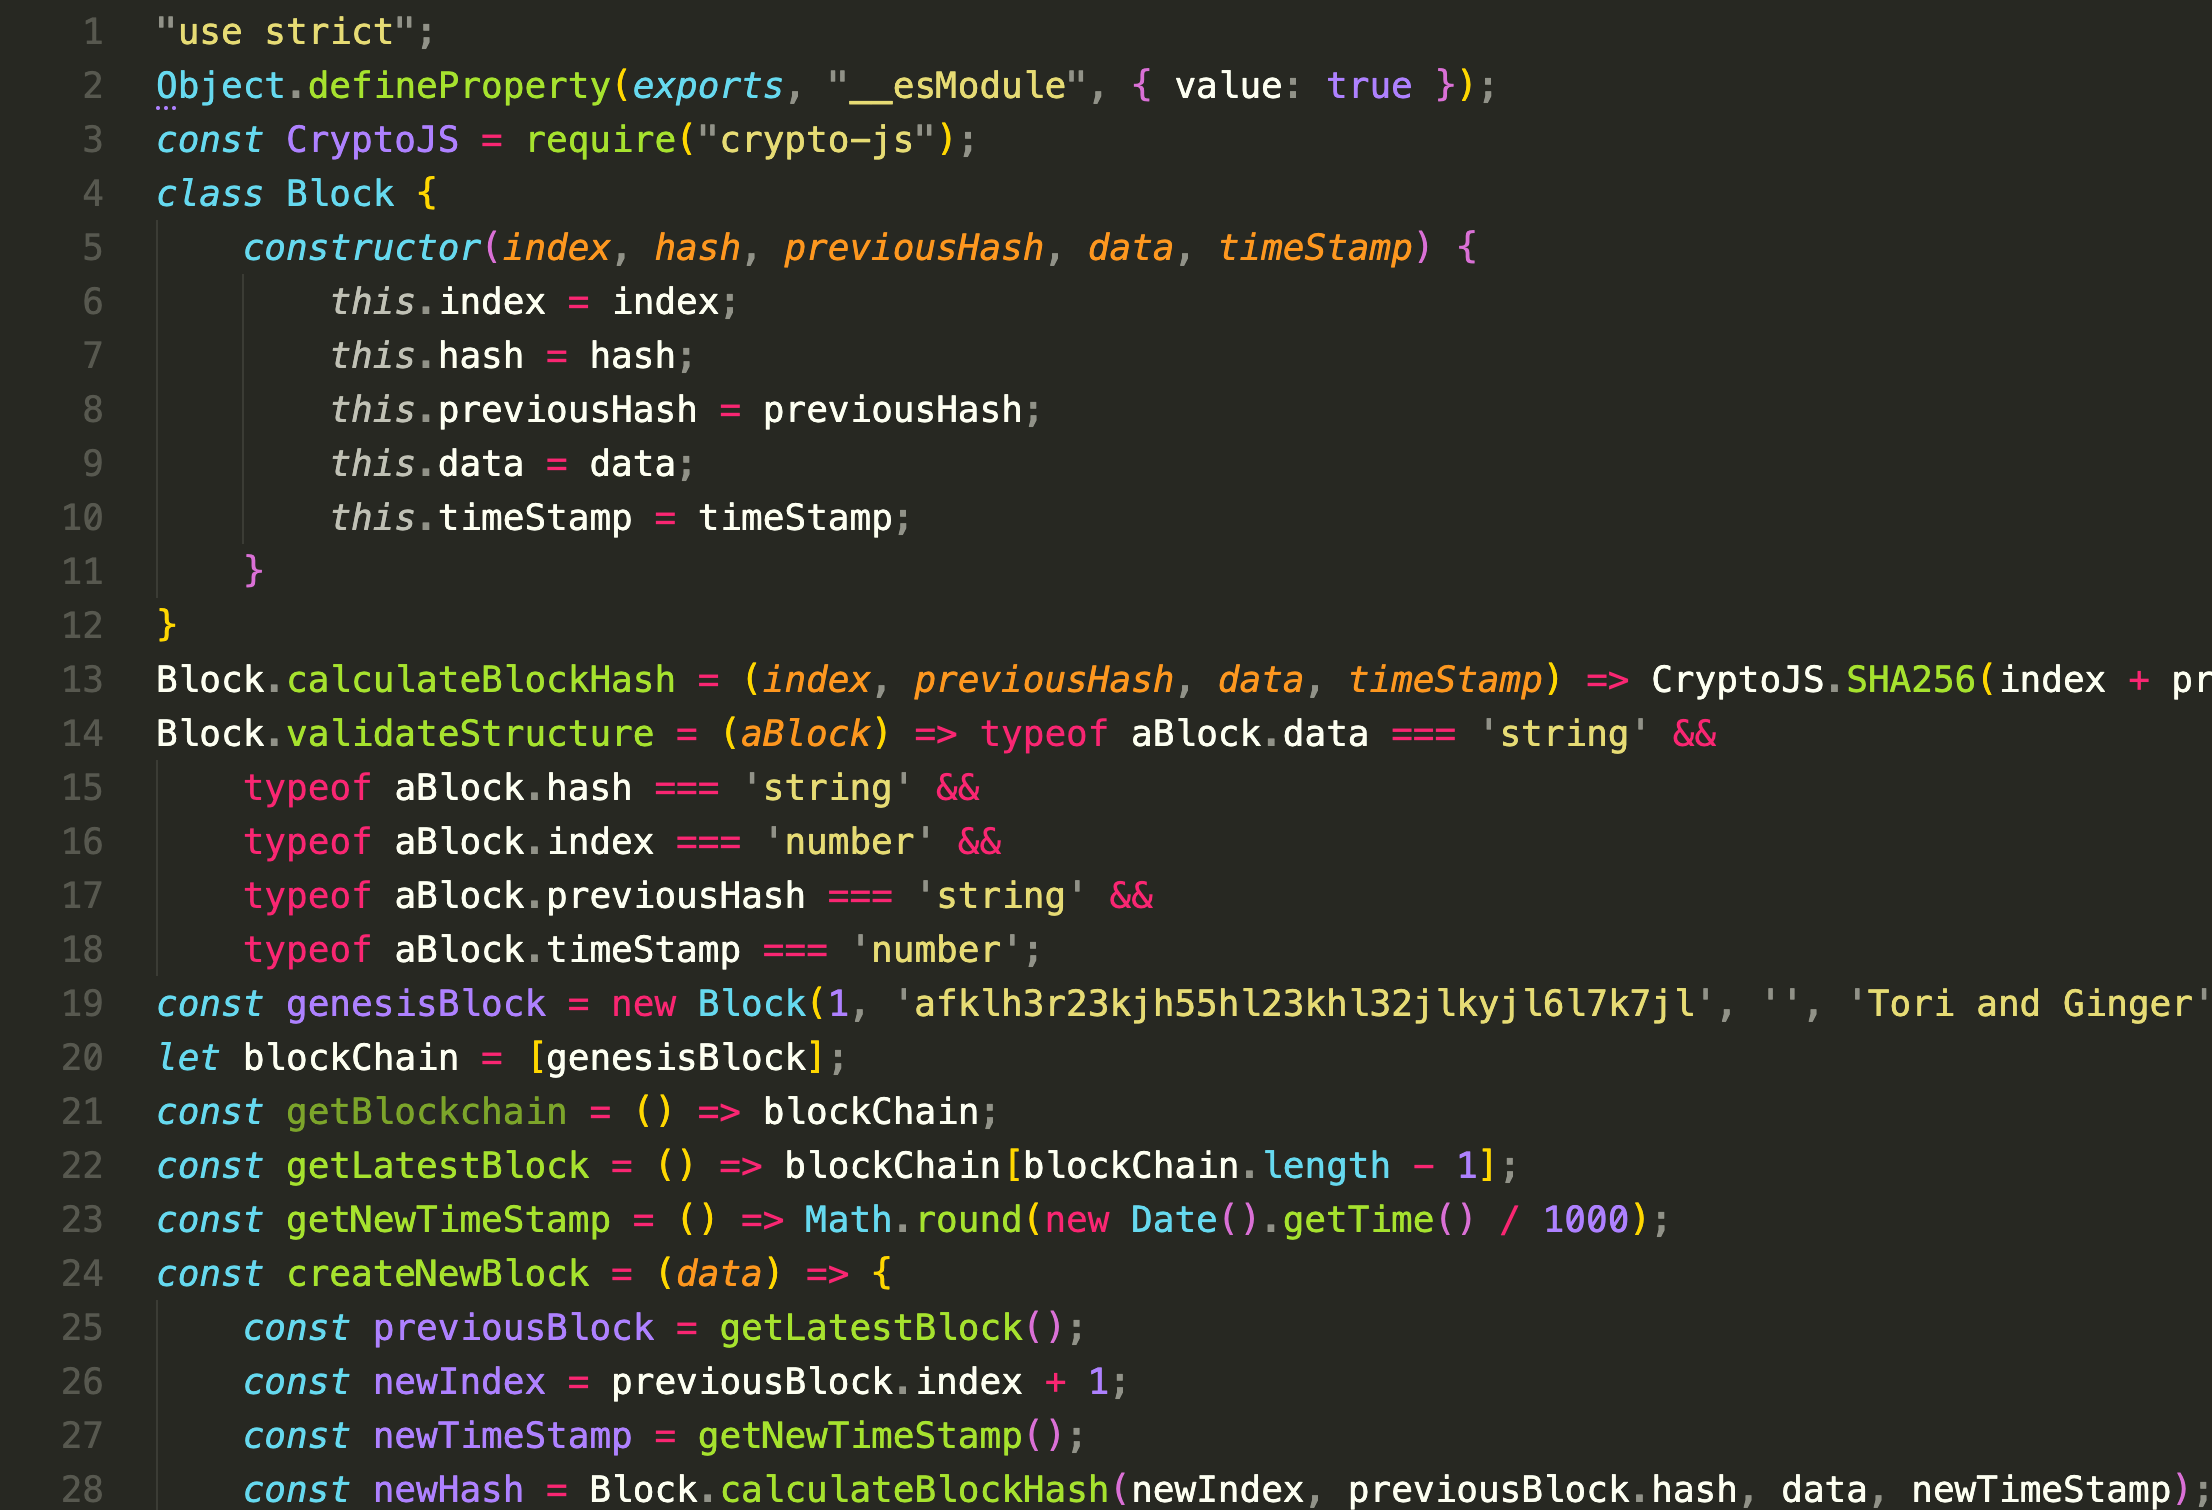 1 "use strict";
2 Object.defineProperty(exports, "__esModule", { value: true });
3 const CryptoJS = require("crypto-js");
4 class Block {
5 constructor(index, hash, previousHash, data, timeStamp) {
6 this.index = index;
7 this.hash = hash;
8 this.previousHash = previousHash;
9 this.data = data;
10 this.timeStamp = timeStamp;
11 }
12 }
13 Block.calculateBlockHash = (index, previousHash, data, timeStamp) => CryptoJS.SHA256(index + pr
14 Block.validateStructure = (aBlock) => typeof aBlock.data === 'string' &&
15 typeof aBlock.hash === 'string' &&
16 typeof aBlock.index === 'number' &&
17 typeof aBlock.previousHash === 'string' &&
18 typeof aBlock.timeStamp === 'number';
19 const genesisBlock = new Block(1, 'afklh3r23kjh55hl23khl32jlkyjl6l7k7jl', '', 'Tori and Ginger'
20 let blockChain = [genesisBlock];
21 const getBlockchain = () => blockChain;
22 const getLatestBlock = () => blockChain[blockChain.length - 1];
23 const getNewTimeStamp = () => Math.round(new Date().getTime() / 1000);
24 const createNewBlock = (data) => {
25 const previousBlock = getLatestBlock();
26 const newIndex = previousBlock.index + 1;
27 const newTimeStamp = getNewTimeStamp();
28 const newHash = Block.calculateBlockHash(newIndex, previousBlock.hash, data, newTimeStamp);